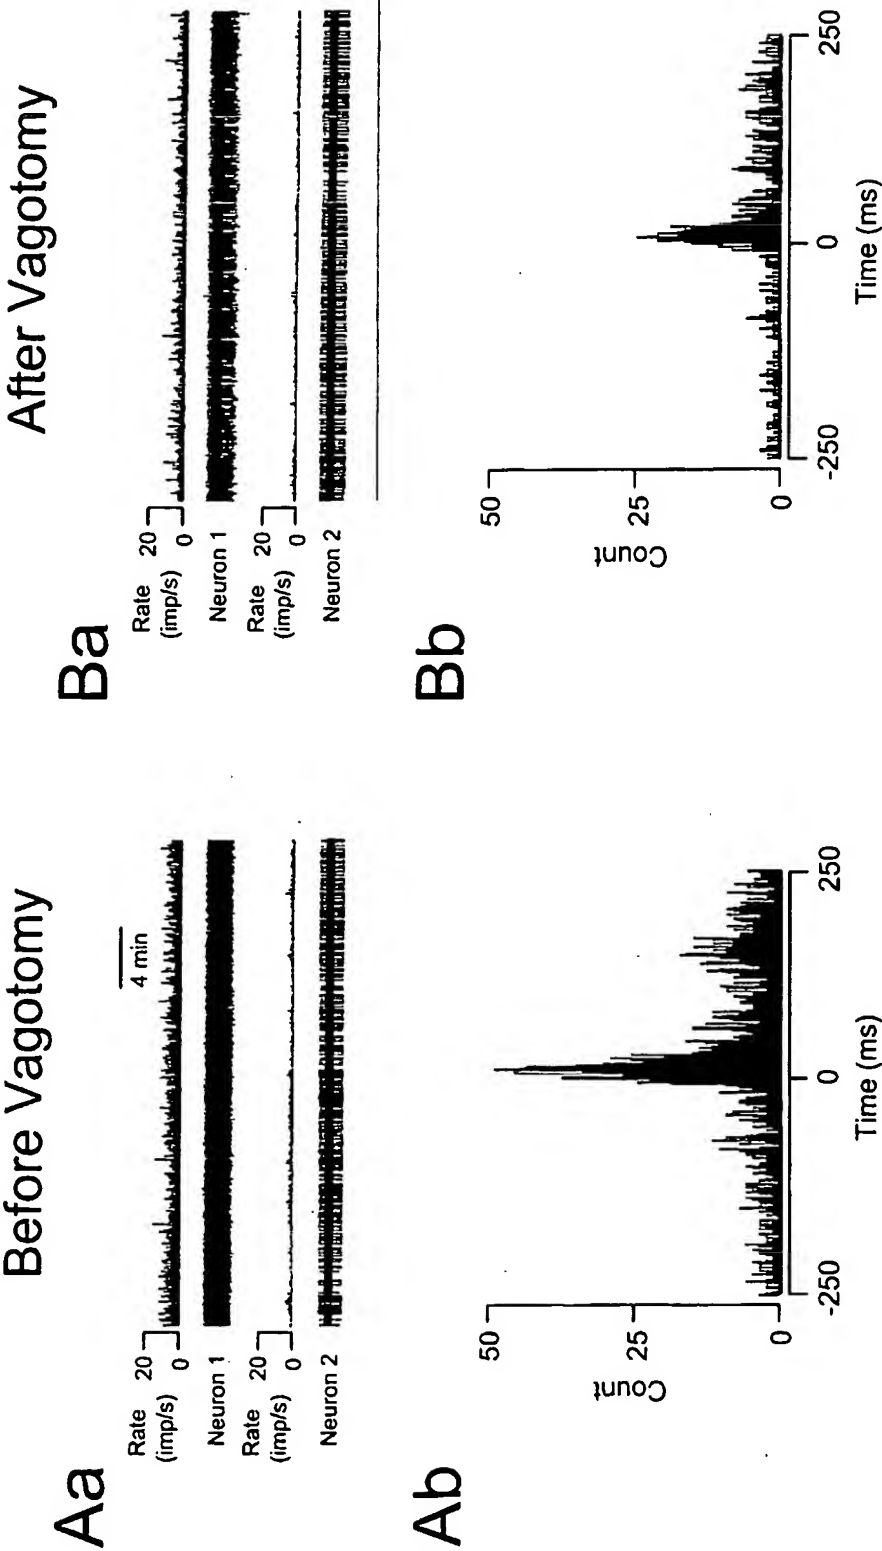 Before Vagotomy
After Vagotomy
Aa
Rate
(imp/s)
20
0
Neuron 1
Rate
(imp/s)
20
0
Neuron 2
4 min
Ba
Rate
(imp/s)
20
0
Neuron 1
Rate
(imp/s)
20
0
Neuron 2
Ab
Count
50
25
0
-250
0
250
Time (ms)
Bb
Count
50
25
0
-250
0
250
Time (ms)